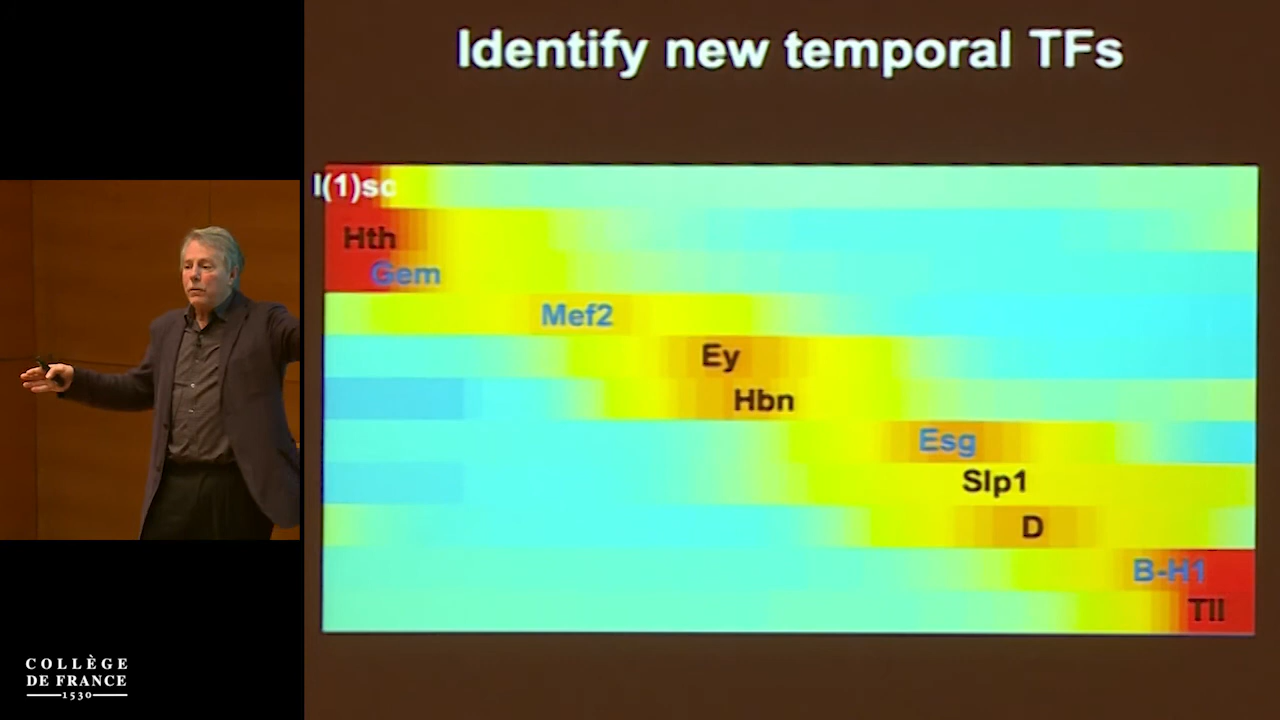 Identify new temporal TFs
l(1)sc
Hth
Gem
Mef2
Ey
Hbn
Esg
Slp1
D
B-H1
Tll
COLLÈGE
DE FRANCE
1530